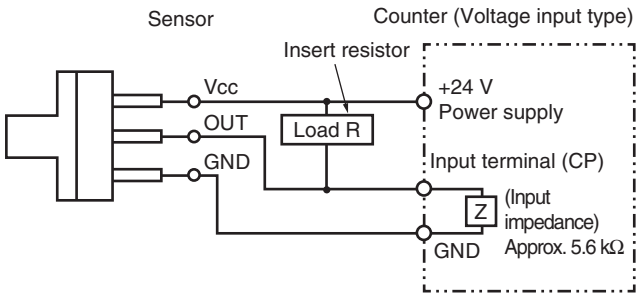 Sensor
Counter (Voltage input type)
Insert resistor
Vcc
+24 V
Power supply
OUT
Load R
GND
Input terminal (CP)
Z
(Input
impedance)
Approx. 5.6 kΩ
GND